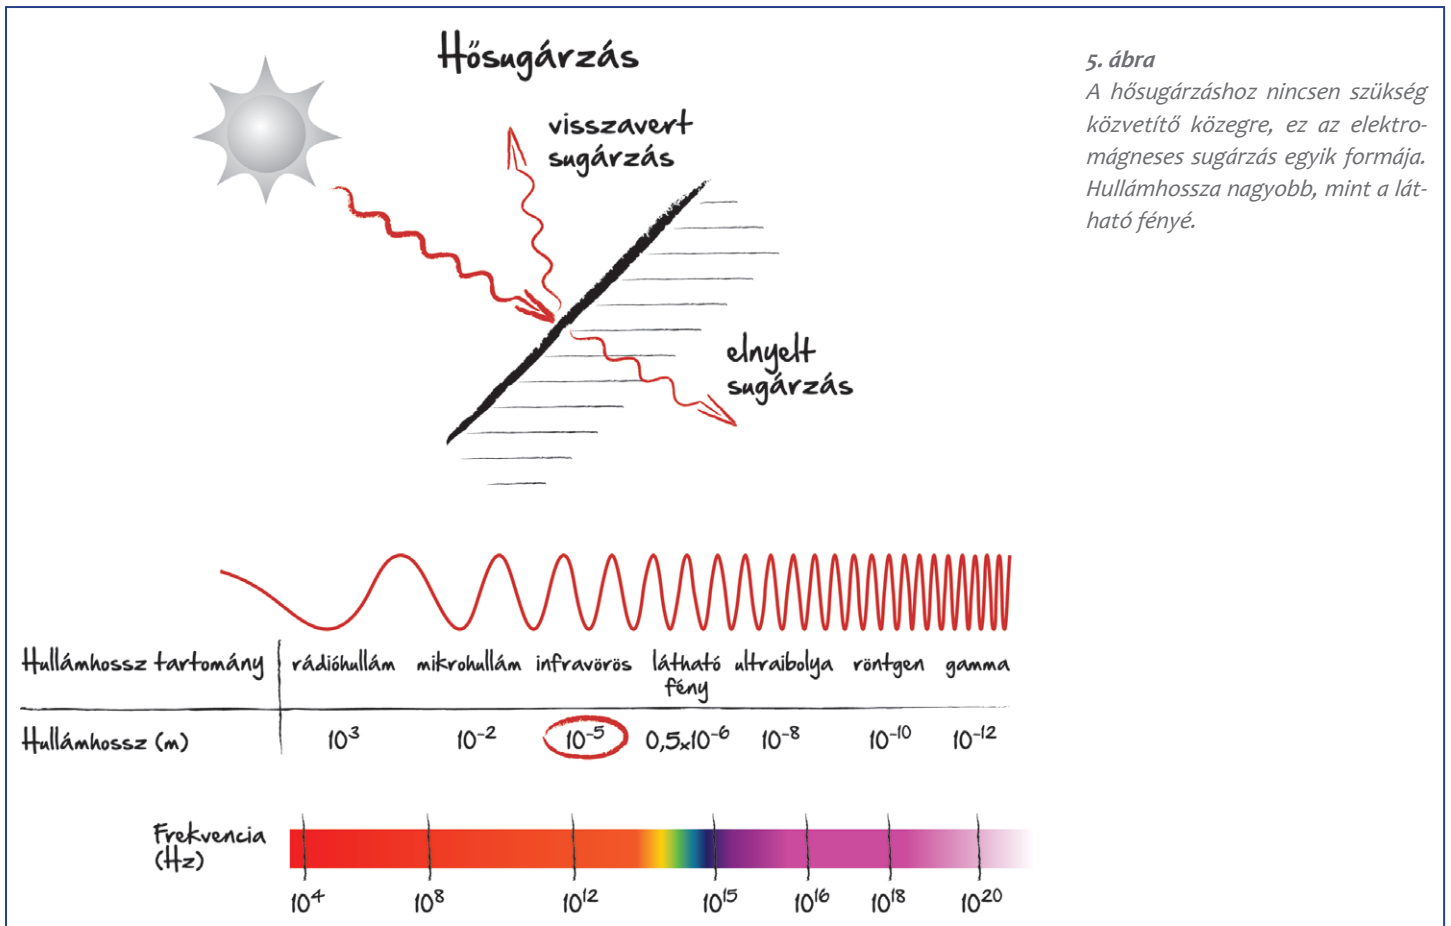 Hősugárzás
visszavert
sugárzás
elnyelt
sugárzás
5. ábra
A hősugárzáshoz nincsen szükség
közvetítő közegre, ez az elektro-
mágneses sugárzás egyik formája.
Hullámhossza nagyobb, mint a lát-
ható fényé.
Hullámhossz tartomány rádióhullám mikrohullám infravörös látható ultraibolya röntgen gamma
fény
Hullámhossz (m) 10³ 10⁻² 10⁻⁵ 0,5x10⁻⁶ 10⁻⁸ 10⁻¹⁰ 10⁻¹²
Frekvencia
(Hz)
10⁴ 10⁸ 10¹² 10¹⁵ 10¹⁶ 10¹⁸ 10²⁰